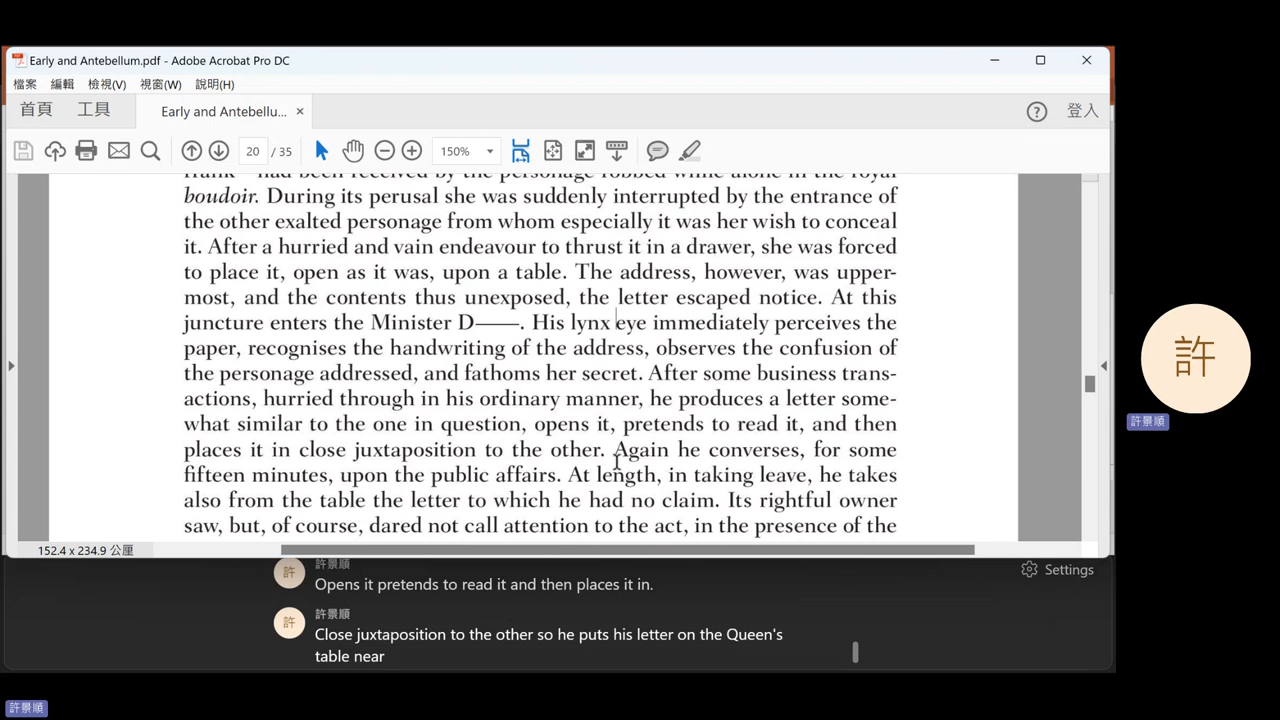 Early and Antebellum.pdf - Adobe Acrobat Pro DC
檔案 編輯 檢視(V) 視窗(W) 說明(H)
首頁 工具 Early and Antebellu... × ? 登入
20 / 35 150%
frank had been received by the personage robbed while alone in the royal
boudoir. During its perusal she was suddenly interrupted by the entrance
of the other exalted personage from whom especially it was her wish to conceal
it. After a hurried and vain endeavour to thrust it in a drawer, she was forced
to place it, open as it was, upon a table. The address, however, was upper-
most, and the contents thus unexposed, the letter escaped notice. At this
juncture enters the Minister D——. His lynx eye immediately perceives the
paper, recognises the handwriting of the address, observes the confusion of
the personage addressed, and fathoms her secret. After some business trans-
actions, hurried through in his ordinary manner, he produces a letter some-
what similar to the one in question, opens it, pretends to read it, and then
places it in close juxtaposition to the other. Again he converses, for some
fifteen minutes, upon the public affairs. At length, in taking leave, he takes
also from the table the letter to which he had no claim. Its rightful owner
saw, but, of course, dared not call attention to the act, in the presence of the
152.4 x 234.9 公厘
許
許景順
許 許景順
Opens it pretends to read it and then places it in.
Settings
許 許景順
Close juxtaposition to the other so he puts his letter on the Queen's
table near
許景順